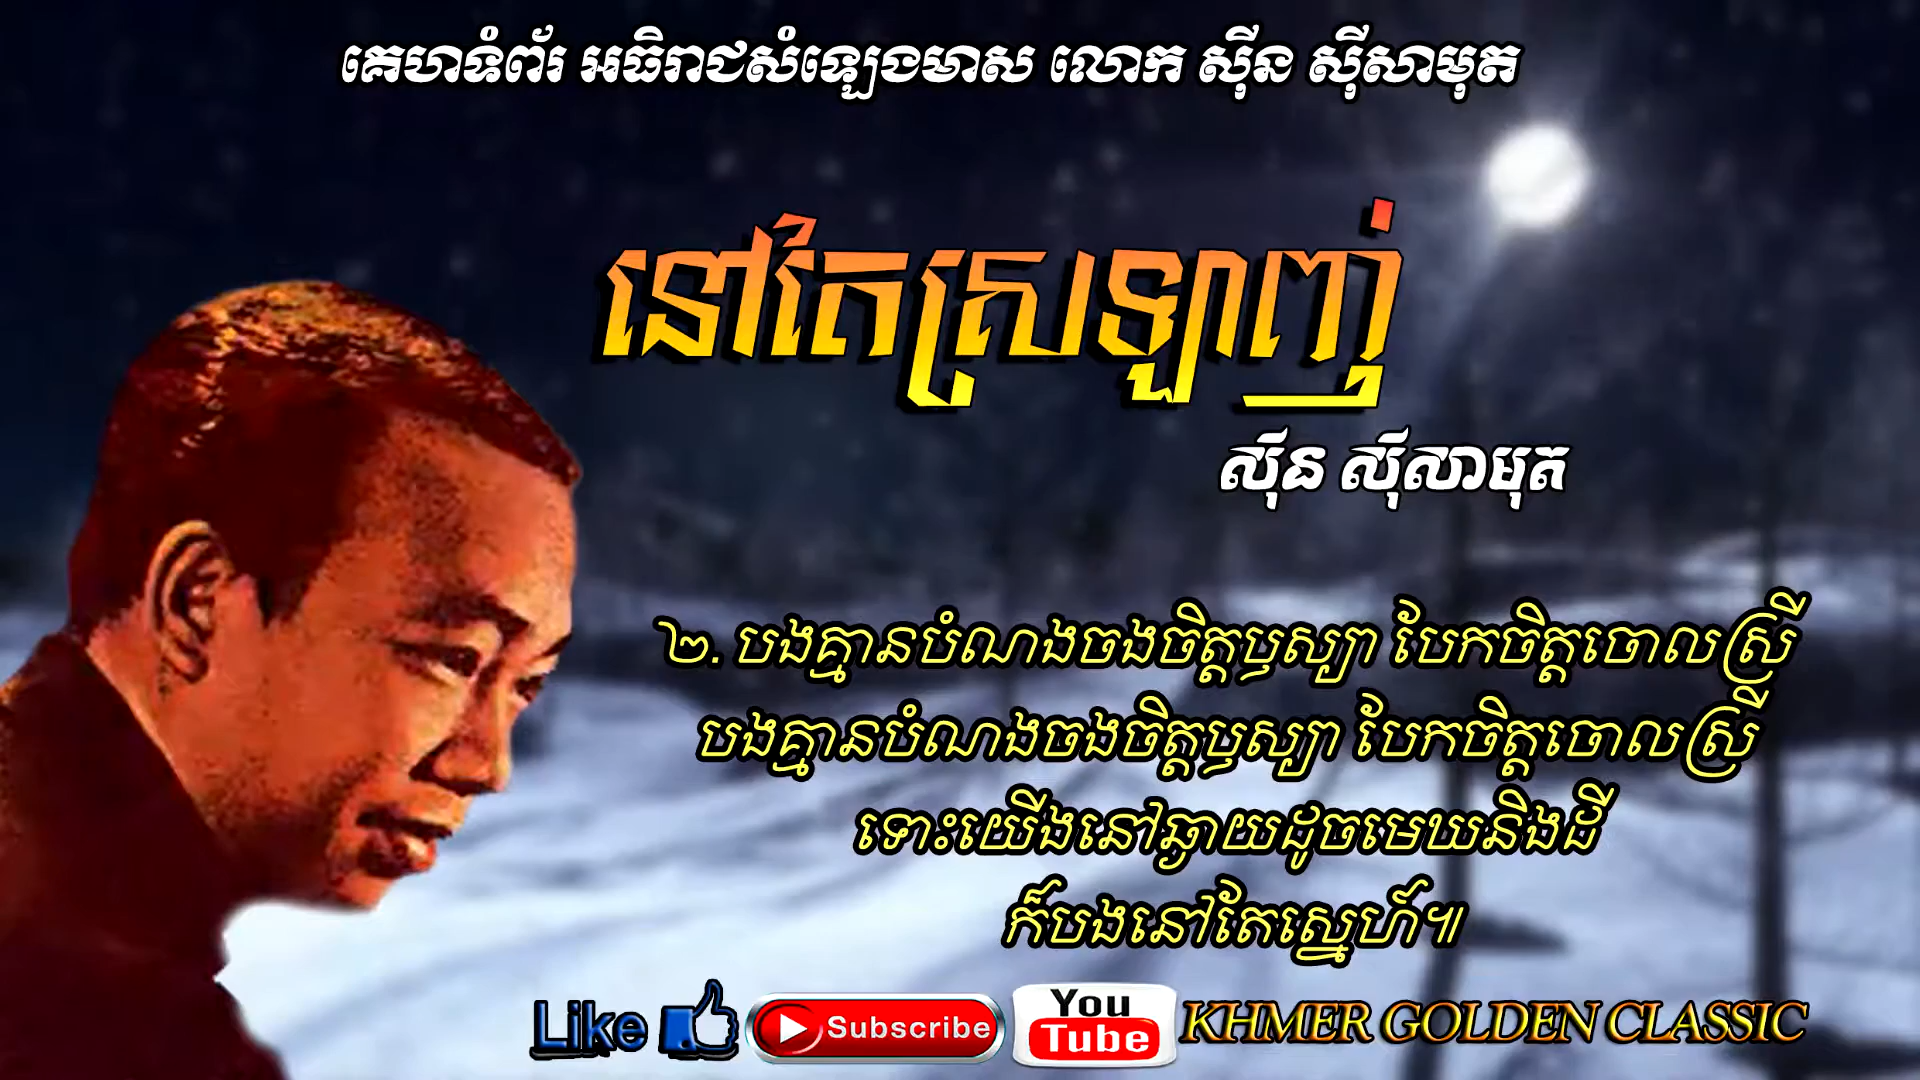 គេហទំព័រ អធិរាជសំឡេងមាស លោក ស៊ីន ស៊ីសាមុត
នៅតែស្រឡាញ់
ស៊ីន ស៊ីសាមុត
២. បងគ្មានបំណងចងចិត្តឫស្យា បែកចិត្តចោលស្រី
បងគ្មានបំណងចងចិត្តឫស្យា បែកចិត្តចោលស្រី
ទោះយើងនៅឆ្ងាយដូចមេឃនិងដី
ក៏បងនៅតែស្នេហ៍៕
Like Subscribe You Tube KHMER GOLDEN CLASSIC